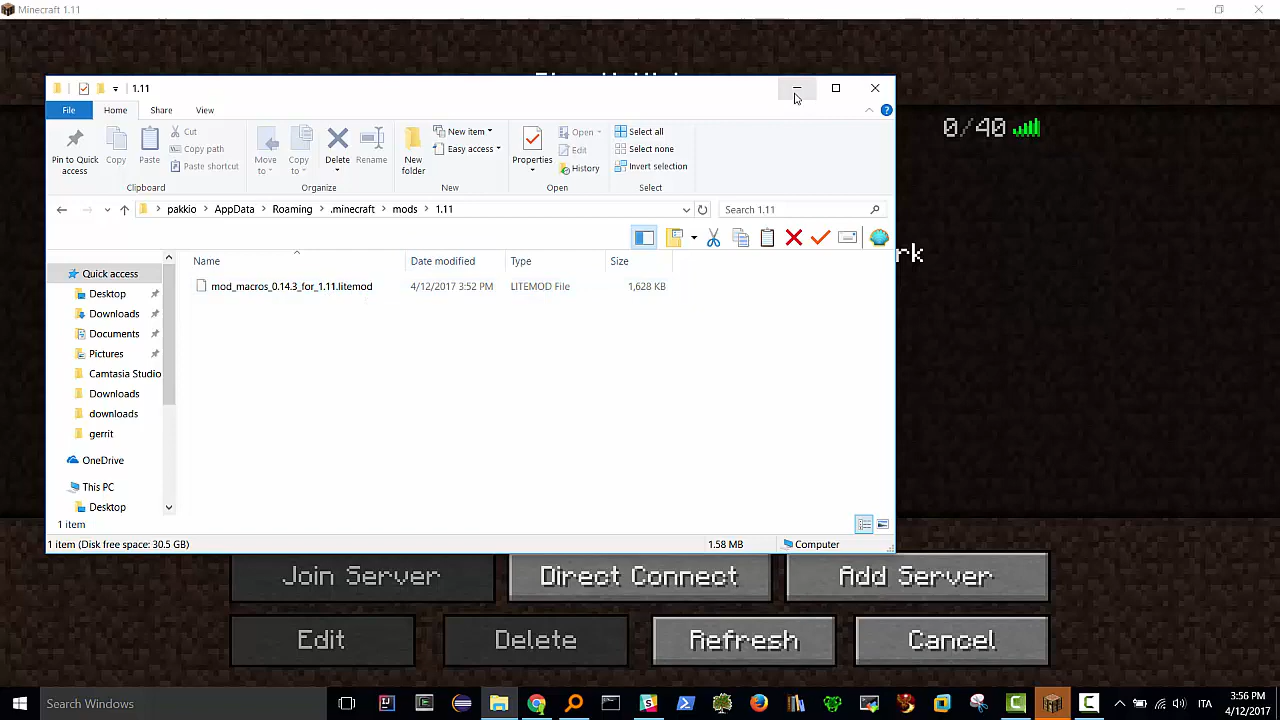 Minecraft 1.11
1.11
0/40
File Home Share View
Pin to Quick access
Copy
Paste
Cut
Copy path
Paste shortcut
Clipboard
Move to
Copy to
Delete
Rename
Organize
New folder
New item
Easy access
New
Properties
Open
Edit
History
Open
Select all
Select none
Invert selection
Select
pakkio > AppData > Roaming > .minecraft > mods > 1.11
Search 1.11
rk
Name Date modified Type Size
mod_macros_0.14.3_for_1.11.litemod 4/12/2017 3:52 PM LITEMOD File 1,628 KB
Quick access
Desktop
Downloads
Documents
Pictures
Camtasia Studio
Downloads
downloads
gerrit
OneDrive
This PC
Desktop
1 item
1 item (Disk free space: 30.5 GB) 1.58 MB Computer
Join Server Direct Connect Add Server
Edit Delete Refresh Cancel
Search Windows
ITA
3:56 PM
4/12/2017